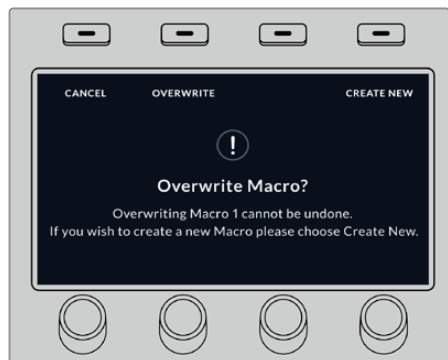 CANCEL OVERWRITE CREATE NEW
!
Overwrite Macro?
Overwriting Macro 1 cannot be undone.
If you wish to create a new Macro please choose Create New.